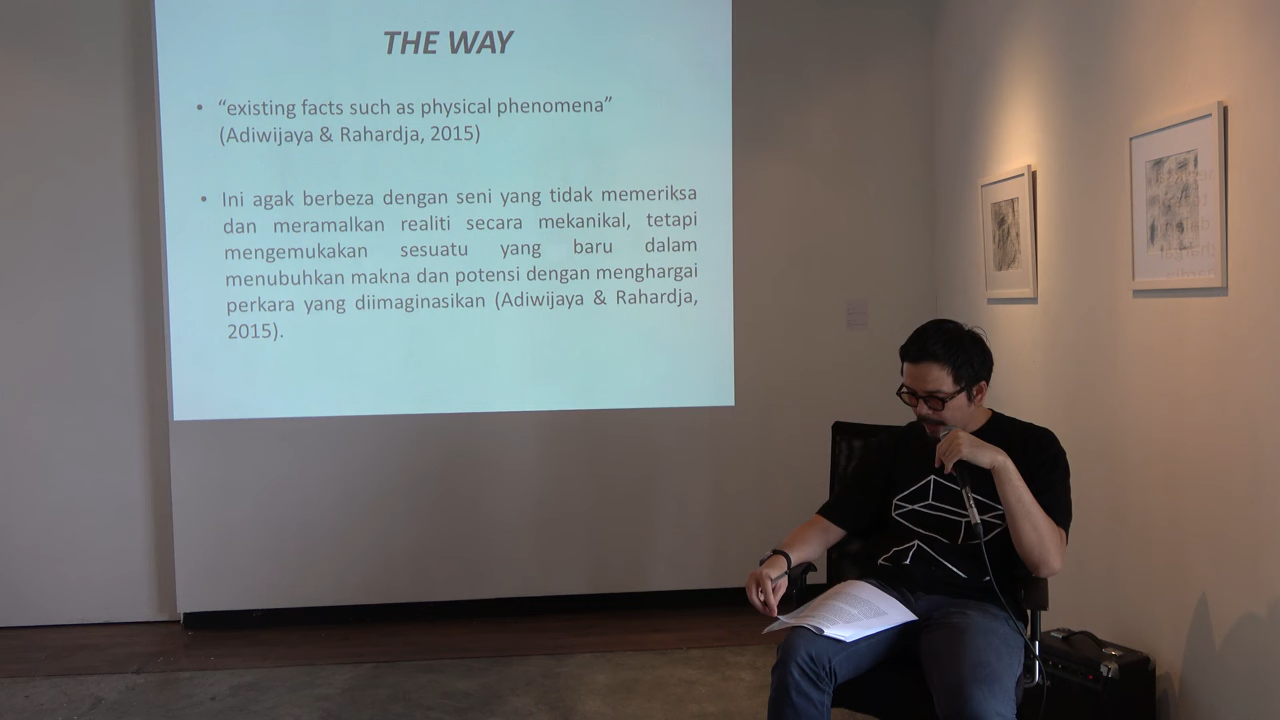 THE WAY
• “existing facts such as physical phenomena”
(Adiwijaya & Rahardja, 2015)
• Ini agak berbeza dengan seni yang tidak memeriksa
dan meramalkan realiti secara mekanikal, tetapi
mengemukakan sesuatu yang baru dalam
menubuhkan makna dan potensi dengan menghargai
perkara yang diimaginasikan (Adiwijaya & Rahardja,
2015).